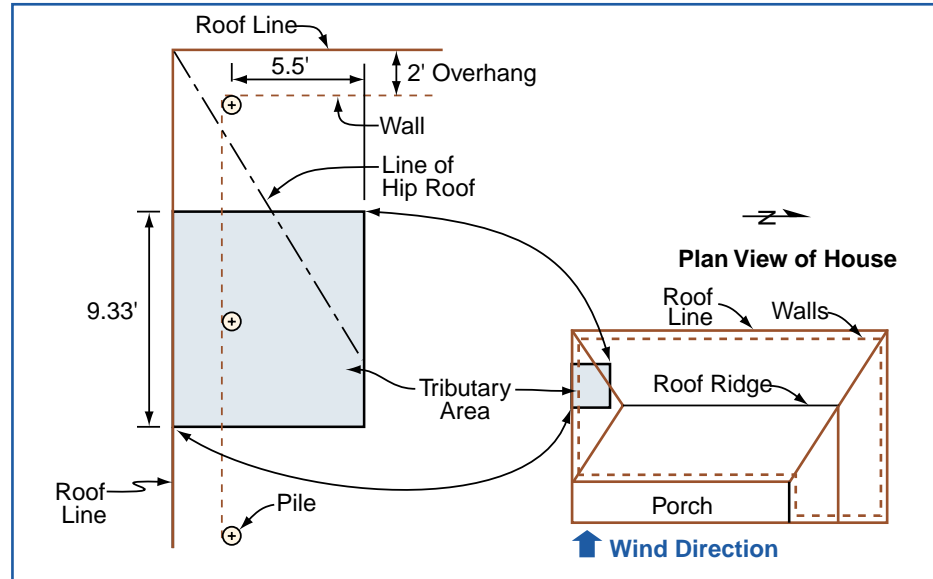 Roof Line
5.5'
2' Overhang
Wall
Line of
Hip Roof
N
Plan View of House
9.33'
Roof
Line
Walls
Roof Ridge
Tributary
Area
Roof
Line
Pile
Porch
Wind Direction